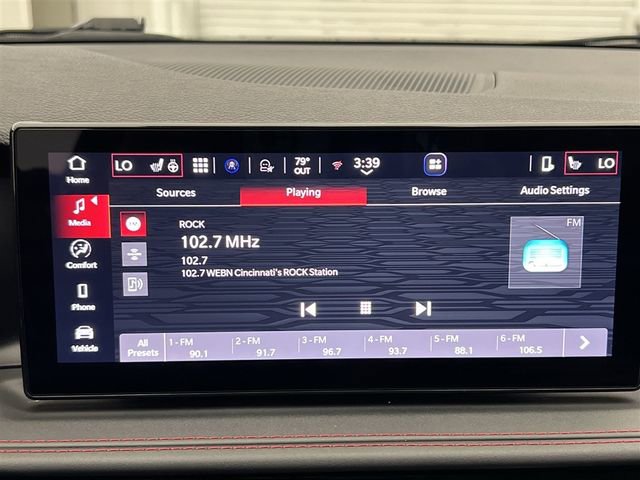 Home
LO
79°
OUT
3:39
LO
Media
Sources
Playing
Browse
Audio Settings
ROCK
102.7 MHz
102.7
102.7 WEBN Cincinnati's ROCK Station
FM
Comfort
Phone
Vehicle
All Presets
1 - FM 90.1
2 - FM 91.7
3 - FM 96.7
4 - FM 93.7
5 - FM 88.1
6 - FM 106.5